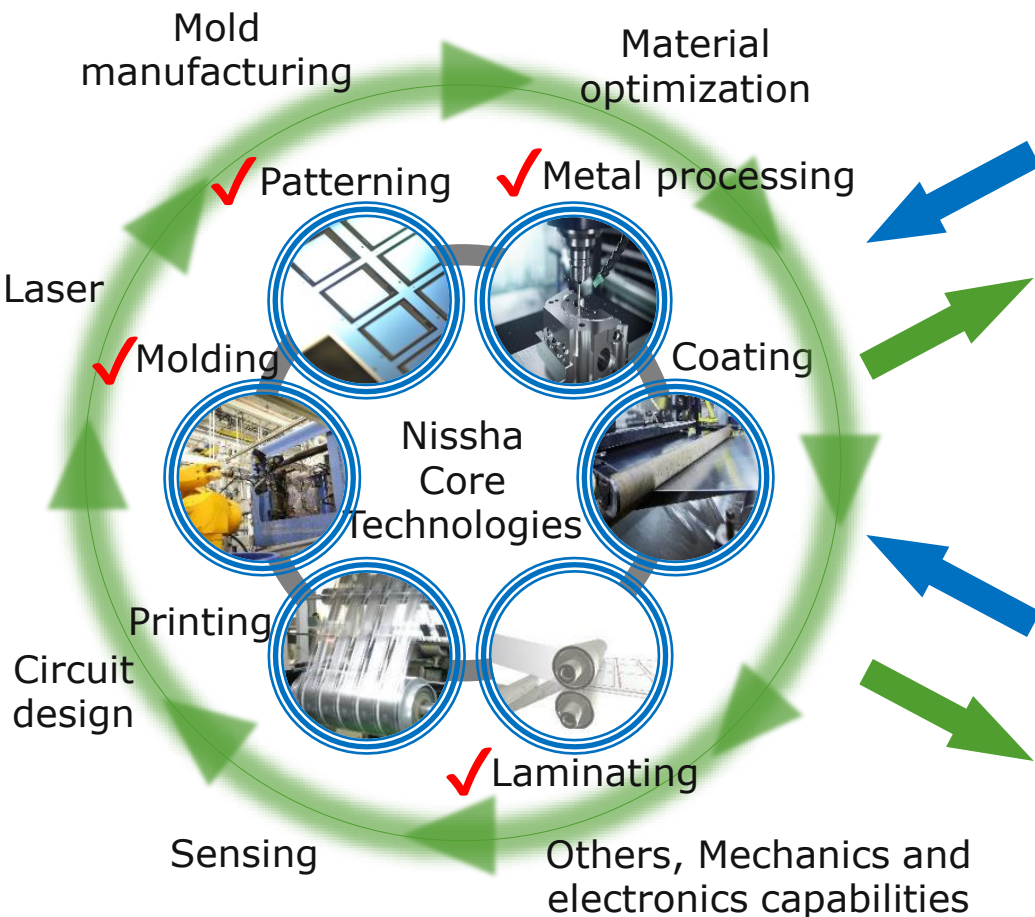 Mold
manufacturing
Material
optimization
Patterning
Metal processing
Laser
Molding
Coating
Nissha
Core
Technologies
Printing
Circuit
design
Laminating
Sensing
Others, Mechanics and
electronics capabilities